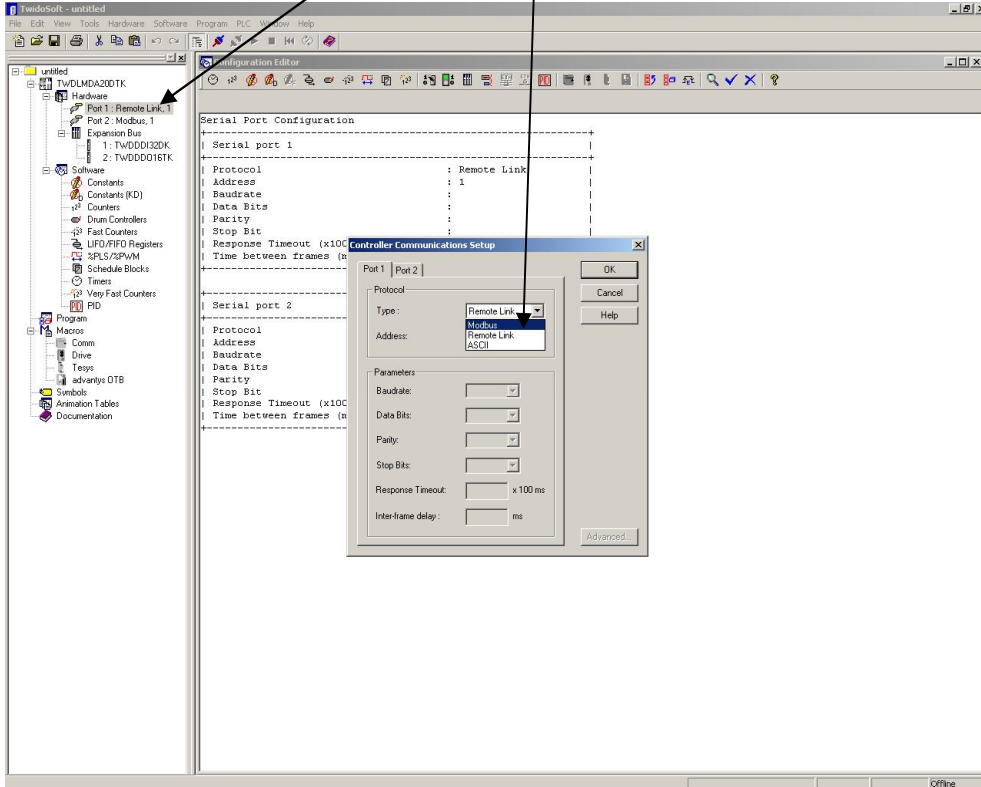 TwidoSoft - untitled
File Edit View Tools Hardware Software Program PLC Window Help
Configuration Editor
untitled
TWDLMDA20DTK
Hardware
Port 1 : Remote Link, 1
Port 2 : Modbus, 1
Expansion Bus
1 : TWDDDI32DK
2 : TWDDDO16TK
Software
Constants
Constants (KD)
Counters
Drum Controllers
Fast Counters
LIFO/FIFO Registers
%PLS/%PWM
Schedule Blocks
Timers
Very Fast Counters
PID
Program
Macros
Comm
Drive
Tesys
advantys OTB
Symbols
Animation Tables
Documentation
Serial Port Configuration
Serial port 1
Protocol : Remote Link
Address : 1
Baudrate :
Data Bits :
Parity :
Stop Bit :
Response Timeout (x100
Time between frames (m
Serial port 2
Protocol
Address
Baudrate
Data Bits
Parity
Stop Bit
Response Timeout (x100
Time between frames (m
Controller Communications Setup
Port 1 Port 2
Protocol
Type : Remote Link
Modbus
Remote Link
ASCII
Address:
Parameters
Baudrate:
Data Bits:
Parity:
Stop Bits:
Response Timeout: x 100 ms
Inter-frame delay : ms
OK
Cancel
Help
Advanced...
Offline